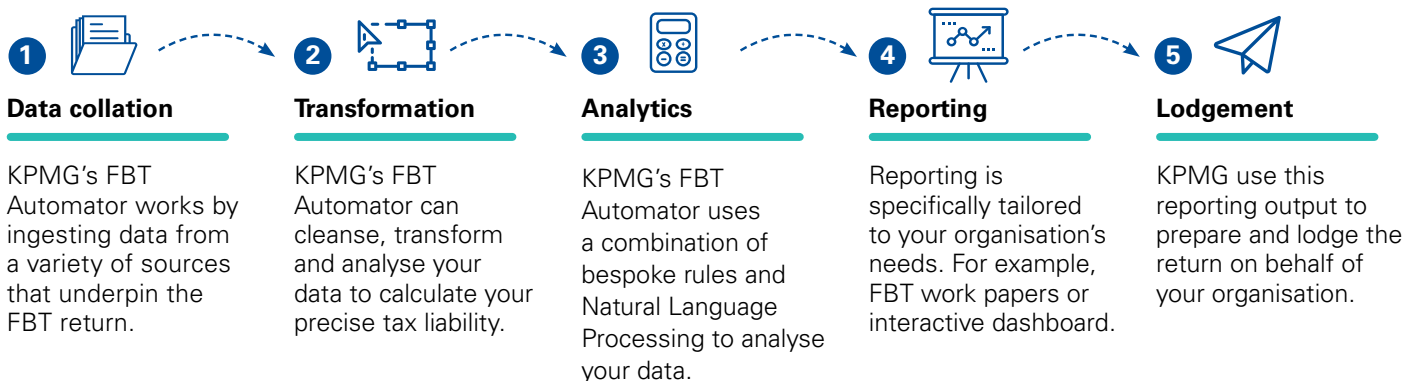 1
Data collation
KPMG's FBT
Automator works by
ingesting data from
a variety of sources
that underpin the
FBT return.
2
Transformation
KPMG's FBT
Automator can
cleanse, transform
and analyse your
data to calculate your
precise tax liability.
3
Analytics
KPMG's FBT
Automator uses
a combination of
bespoke rules and
Natural Language
Processing to analyse
your data.
4
Reporting
Reporting is
specifically tailored
to your organisation's
needs. For example,
FBT work papers or
interactive dashboard.
5
Lodgement
KPMG use this
reporting output to
prepare and lodge the
return on behalf of
your organisation.